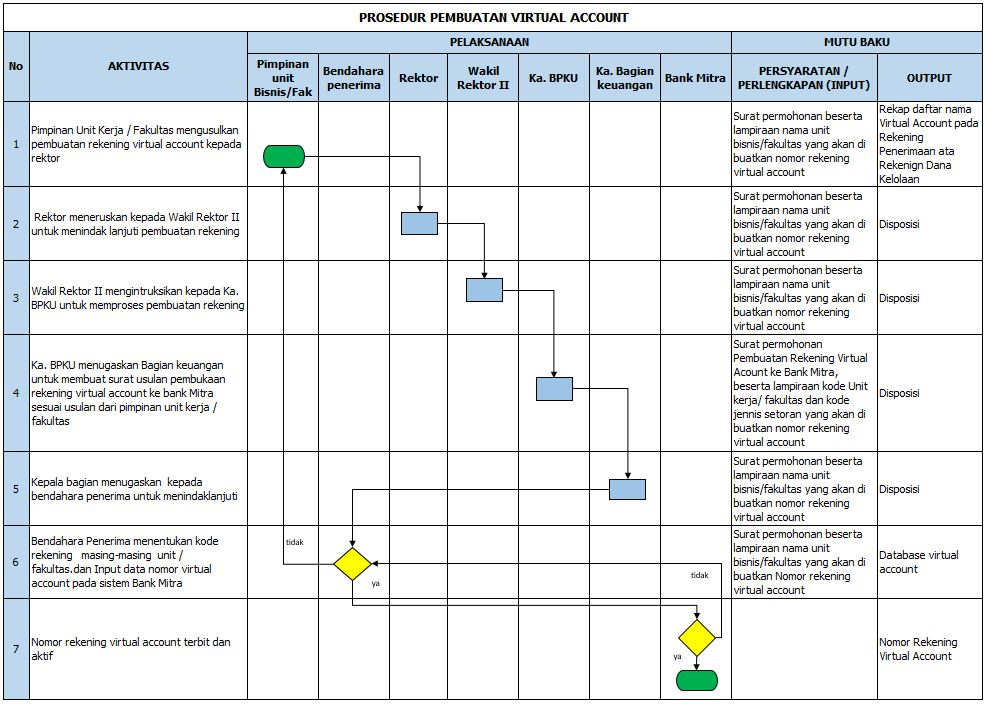 PROSEDUR PEMBUATAN VIRTUAL ACCOUNT
No
AKTIVITAS
PELAKSANAAN
MUTU BAKU
Pimpinan
unit
Bisnis/Fak
Bendahara
penerima
Rektor
Wakil
Rektor II
Ka. BPKU
Ka. Bagian
keuangan
Bank Mitra
PERSYARATAN /
PERLENGKAPAN (INPUT)
OUTPUT
1
Pimpinan Unit Kerja / Fakultas mengusulkan
pembuatan rekening virtual account kepada
rektor
Surat permohonan beserta
lampiraan nama unit
bisnis/fakultas yang akan di
buatkan nomor rekening
virtual account
Rekap daftar nama
Virtual Account pada
Rekening
Penerimaan ata
Rekenign Dana
Kelolaan
2
Rektor meneruskan kepada Wakil Rektor II
untuk menindak lanjuti pembuatan rekening
Surat permohonan beserta
lampiraan nama unit
bisnis/fakultas yang akan di
buatkan nomor rekening
virtual account
Disposisi
3
Wakil Rektor II mengintruksikan kepada Ka.
BPKU untuk memproses pembuatan rekening
Surat permohonan beserta
lampiraan nama unit
bisnis/fakultas yang akan di
buatkan nomor rekening
virtual account
Disposisi
4
Ka. BPKU menugaskan Bagian keuangan
untuk membuat surat usulan pembukaan
rekening virtual account ke bank Mitra
sesuai usulan dari pimpinan unit kerja /
fakultas
Surat permohonan
Pembuatan Rekening Virtual
Acount ke Bank Mitra,
beserta lampiraan kode Unit
kerja/ fakultas dan kode
jennis setoran yang akan di
buatkan nomor rekening
virtual account
Disposisi
5
Kepala bagian menugaskan kepada
bendahara penerima untuk menindaklanjuti
Surat permohonan beserta
lampiraan nama unit
bisnis/fakultas yang akan di
buatkan nomor rekening
virtual account
Disposisi
6
Bendahara Penerima menentukan kode
rekening masing-masing unit /
fakultas.dan Input data nomor virtual
account pada sistem Bank Mitra
tidak
ya
tidak
Surat permohonan beserta
lampiraan nama unit
bisnis/fakultas yang akan di
buatkan Nomor rekening
virtual account
Database virtual
account
7
Nomor rekening virtual account terbit dan
aktif
ya
Nomor Rekening
Virtual Account